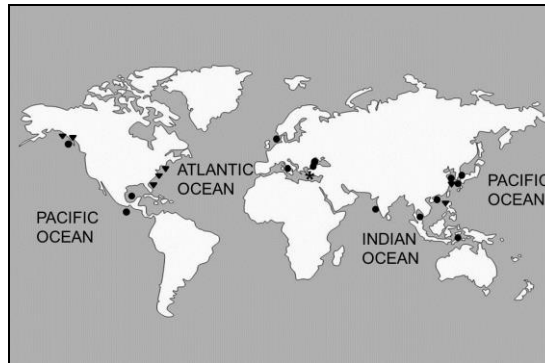 ATLANTIC
OCEAN
PACIFIC
OCEAN
PACIFIC
OCEAN
INDIAN
OCEAN